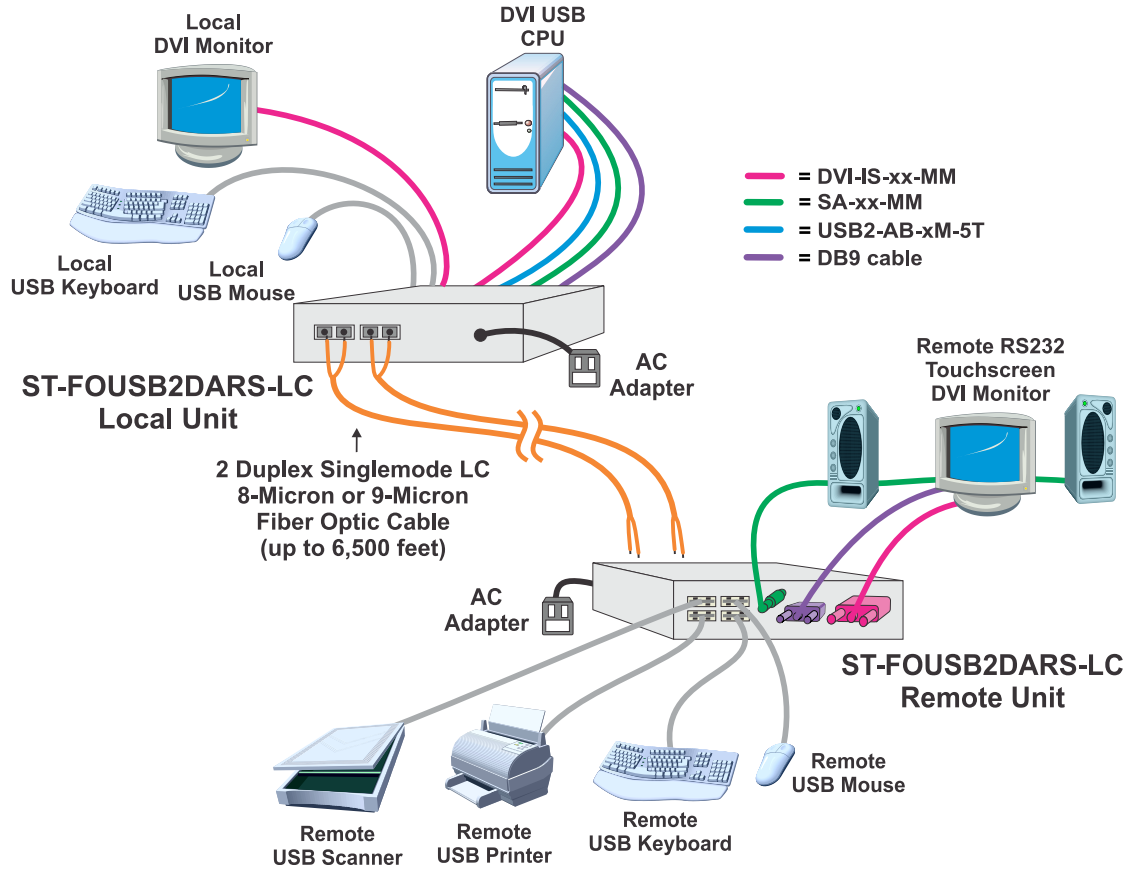 Local
DVI Monitor
DVI USB
CPU
= DVI-IS-xx-MM
= SA-xx-MM
= USB2-AB-xM-5T
= DB9 cable
Local
USB Keyboard
Local
USB Mouse
ST-FOUSB2DARS-LC
Local Unit
AC
Adapter
Remote RS232
Touchscreen
DVI Monitor
2 Duplex Singlemode LC
8-Micron or 9-Micron
Fiber Optic Cable
(up to 6,500 feet)
AC
Adapter
ST-FOUSB2DARS-LC
Remote Unit
Remote
USB Scanner
Remote
USB Printer
Remote
USB Keyboard
Remote
USB Mouse